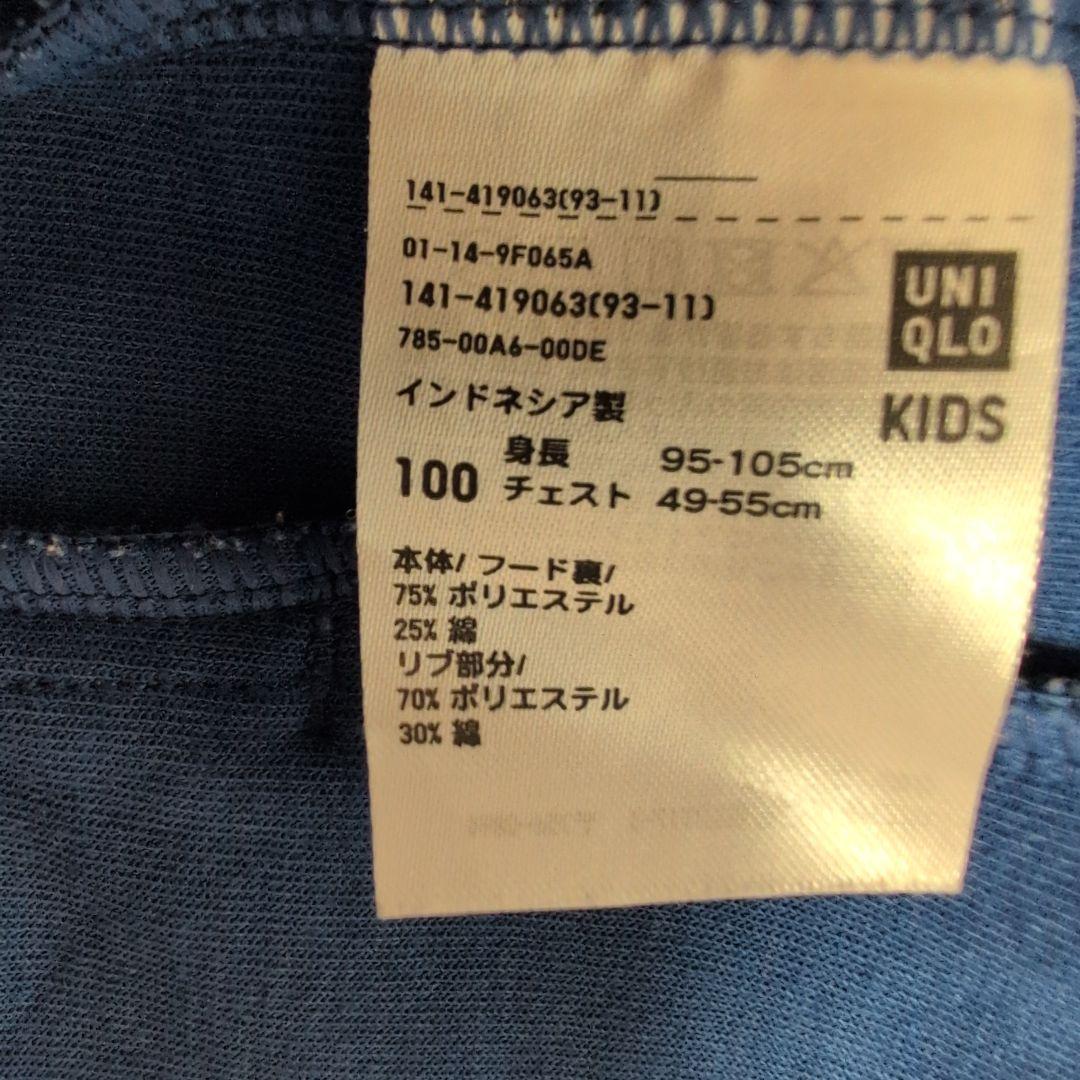 141-419063(93-11)
01-14-9F065A
141-419063(93-11)
785-00A6-00DE
UNI
QLO
KIDS
インドネシア製
100 身長 95-105cm
チェスト 49-55cm
本体/ フード裏/
75% ポリエステル
25% 綿
リブ部分/
70% ポリエステル
30% 綿